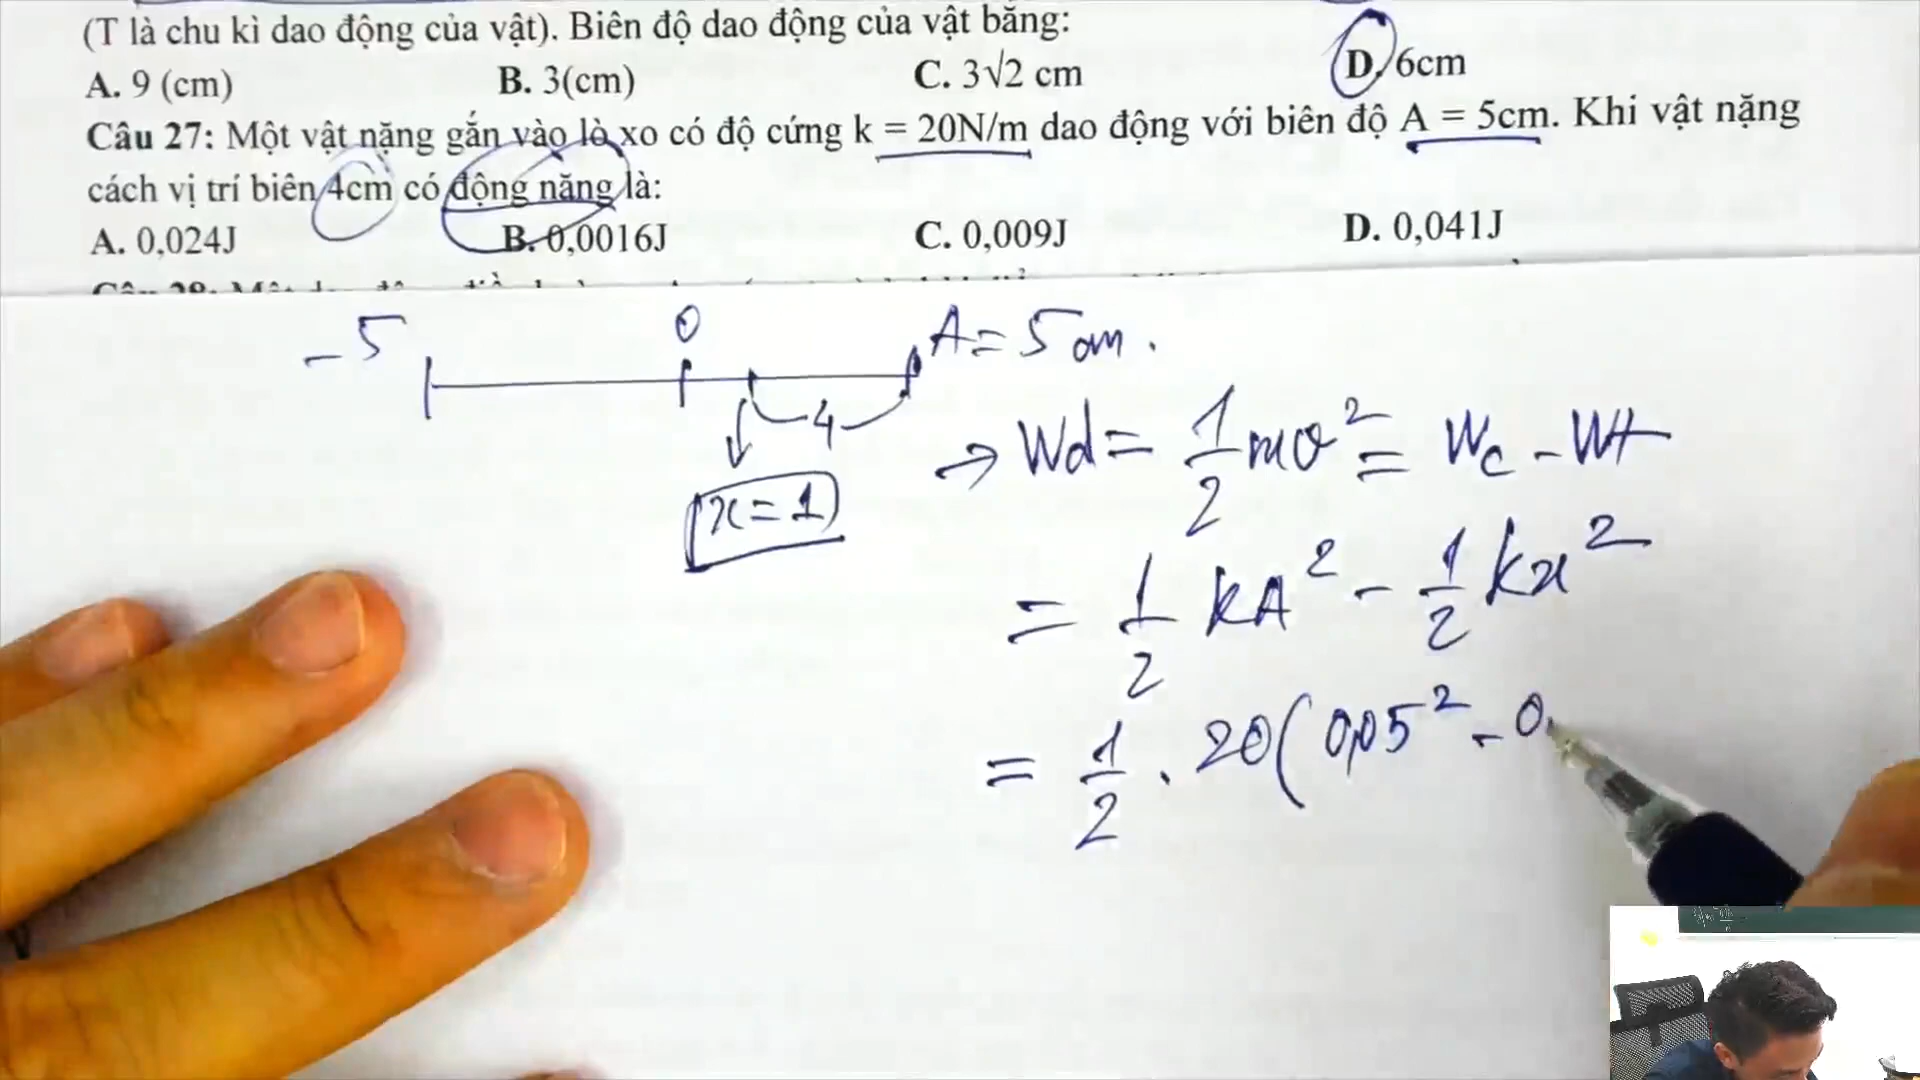 (T là chu kì dao động của vật). Biên độ dao động của vật bằng:
A. 9 (cm) B. 3(cm) C. 3√2 cm D. 6cm
Câu 27: Một vật nặng gắn vào lò xo có độ cứng k = 20N/m dao động với biên độ A = 5cm. Khi vật nặng
cách vị trí biên 4cm có động năng là:
A. 0,024J B. 0,0016J C. 0,009J D. 0,041J
-5 0 A = 5 cm.
4
x = 1
→ Wd = 1/2 mv² = Wc - Wt
= 1/2 kA² - 1/2 kx²
= 1/2 . 20 ( 0,05² - 0,